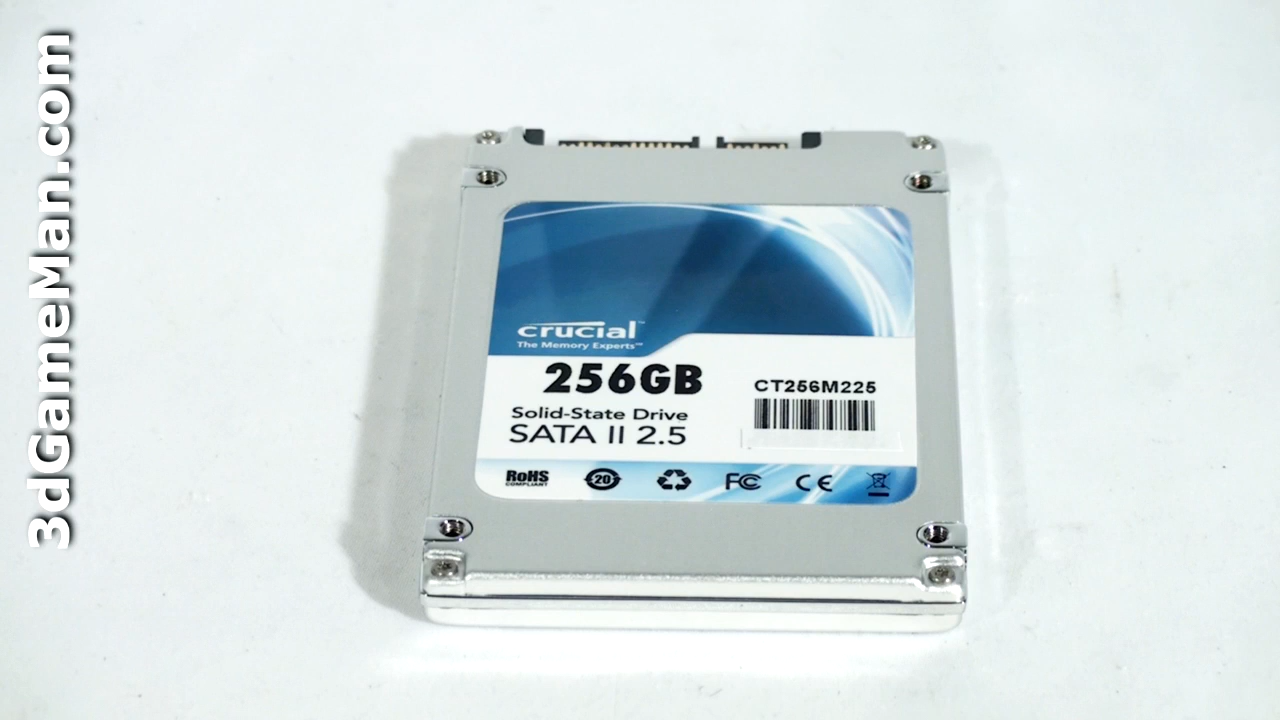 3dGameMan.com
crucial™
The Memory Experts™
256GB
CT256M225
Solid-State Drive
SATA II 2.5
RoHS
COMPLIANT
20
FC
CE